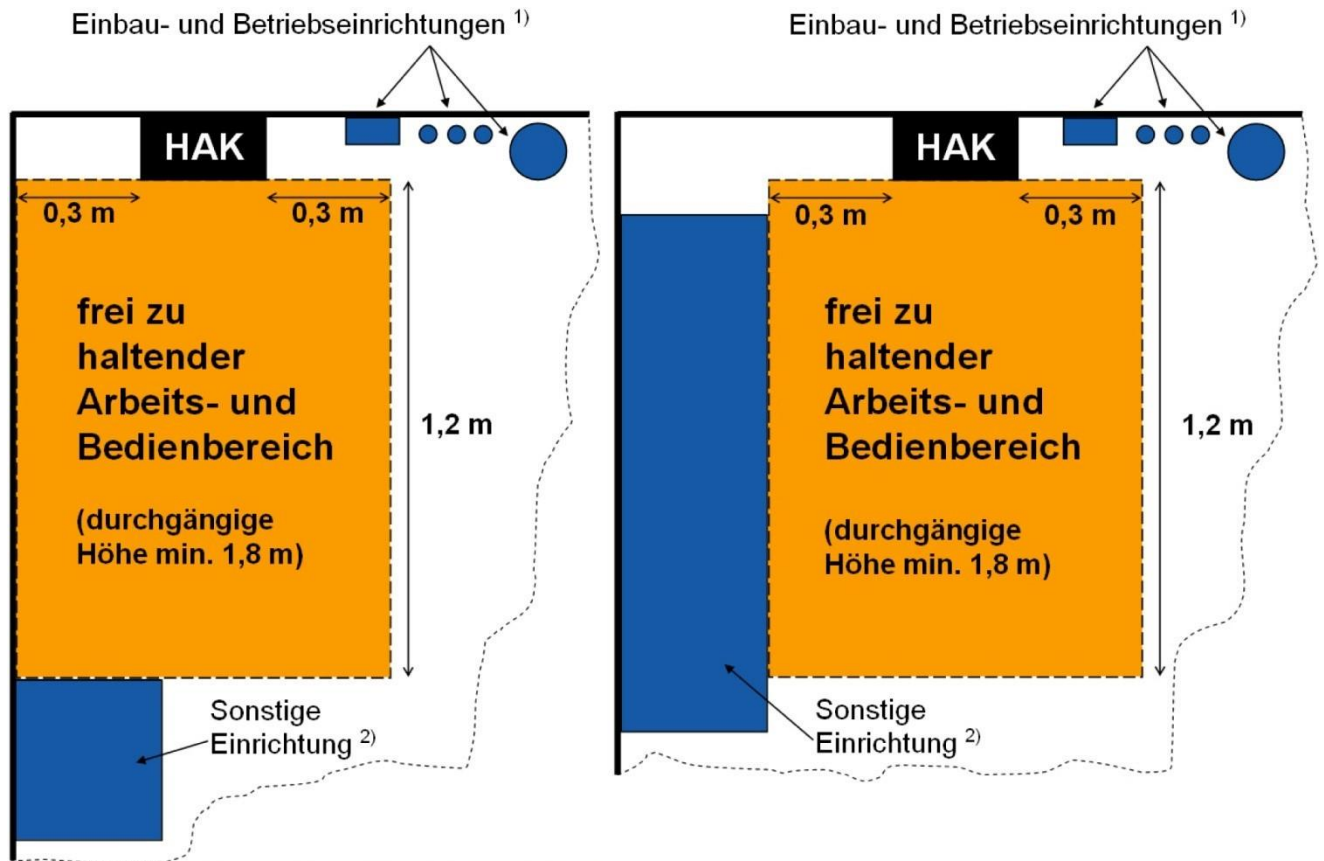 Einbau- und Betriebseinrichtungen 1)
HAK
0,3 m
0,3 m
frei zu
haltender
Arbeits- und
Bedienbereich
(durchgängige
Höhe min. 1,8 m)
1,2 m
Sonstige
Einrichtung 2)
Einbau- und Betriebseinrichtungen 1)
HAK
0,3 m
0,3 m
frei zu
haltender
Arbeits- und
Bedienbereich
(durchgängige
Höhe min. 1,8 m)
1,2 m
Sonstige
Einrichtung 2)